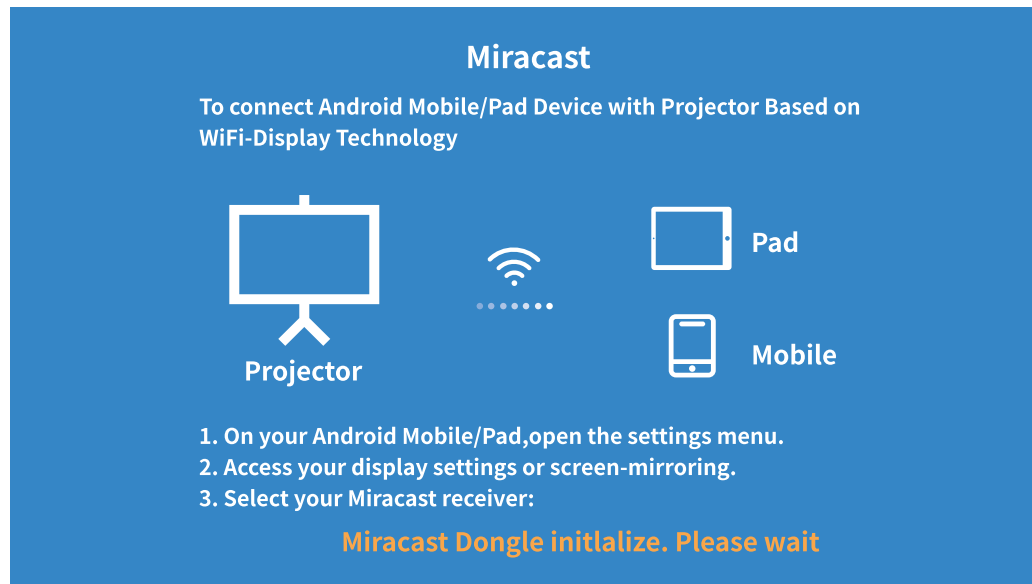 Miracast
To connect Android Mobile/Pad Device with Projector Based on
WiFi-Display Technology
Pad
Mobile
Projector
1. On your Android Mobile/Pad,open the settings menu.
2. Access your display settings or screen-mirroring.
3. Select your Miracast receiver:
Miracast Dongle initlalize. Please wait